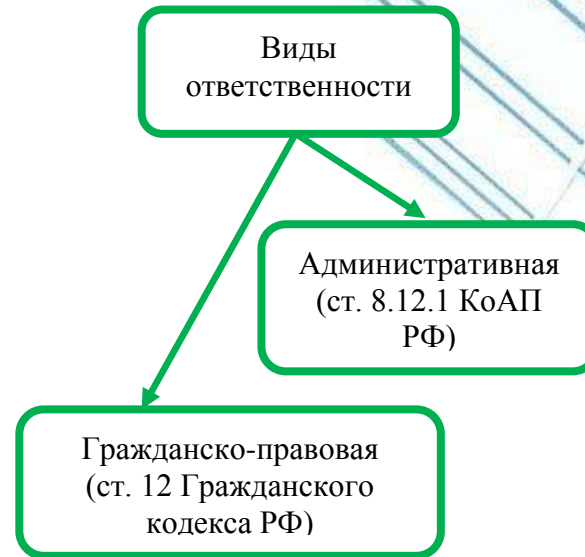 Виды
ответственности
Административная
(ст. 8.12.1 КоАП
РФ)
Гражданско-правовая
(ст. 12 Гражданского
кодекса РФ)